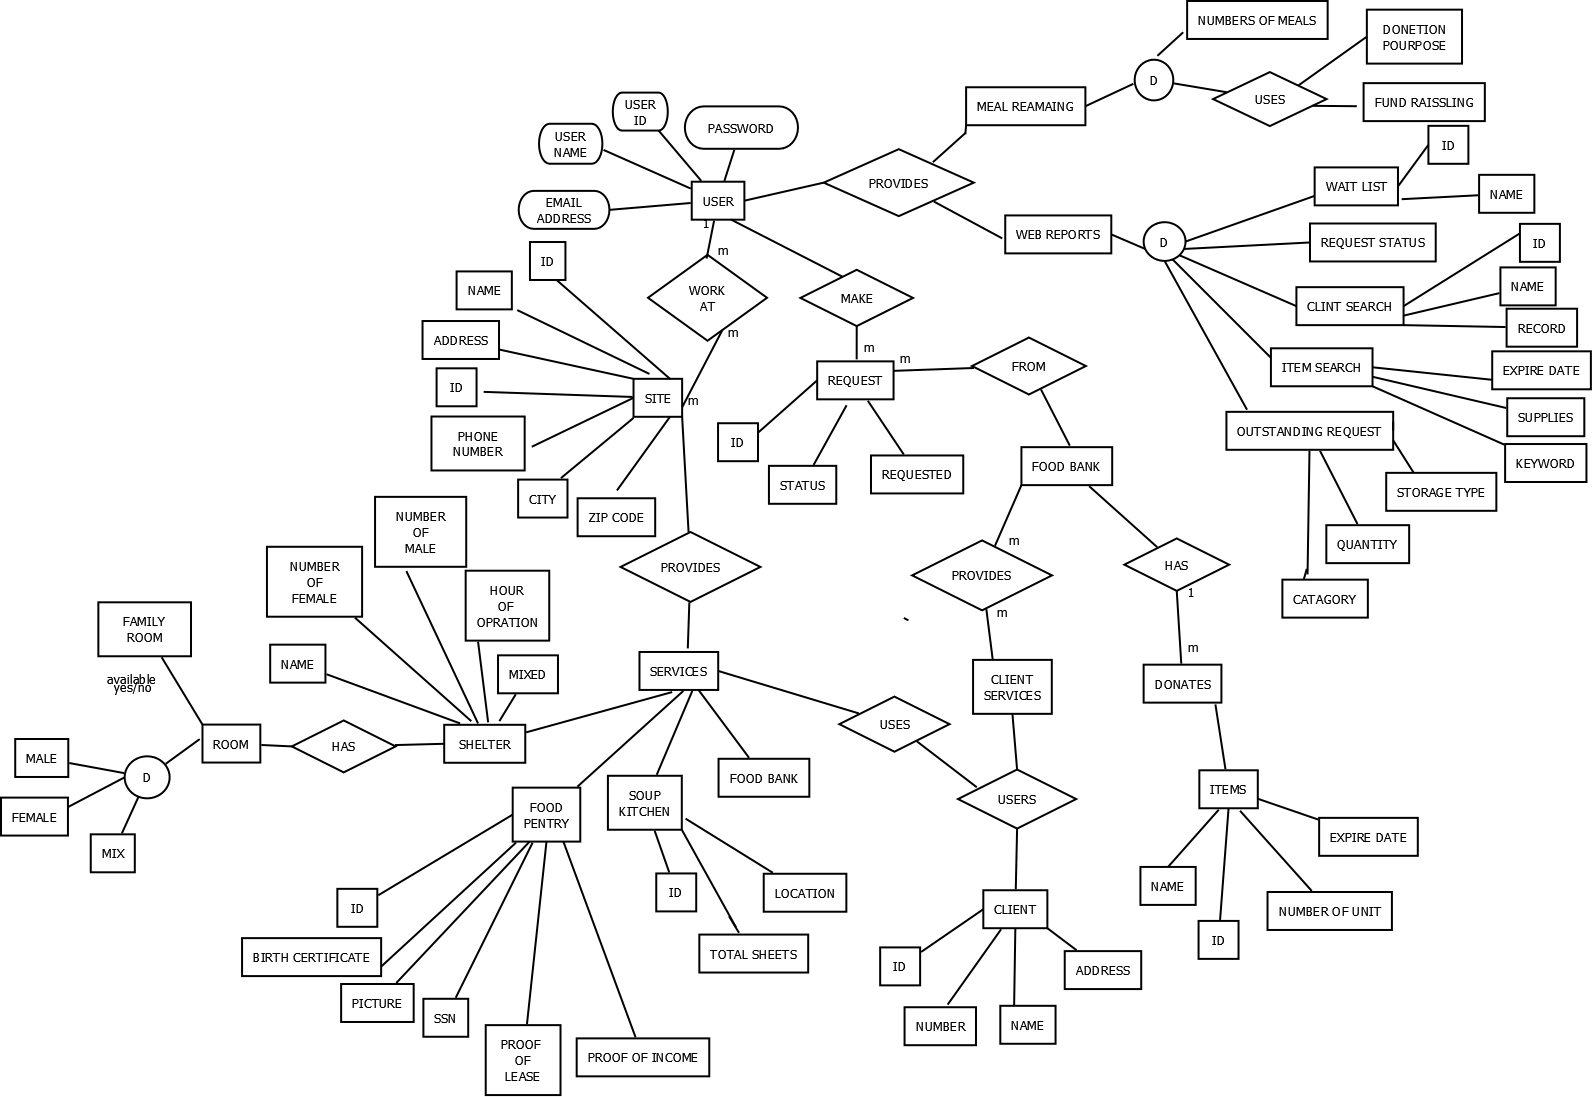 NUMBERS OF MEALS
DONETION
POURPOSE
D
USES
MEAL REAMAING
FUND RAISSLING
USER
ID
PASSWORD
USER
NAME
ID
PROVIDES
WAIT LIST
NAME
EMAIL
ADDRESS
USER
1
WEB REPORTS
D
REQUEST STATUS
ID
m
ID
NAME
WORK
AT
MAKE
NAME
CLINT SEARCH
RECORD
ADDRESS
m
m
m
FROM
ITEM SEARCH
EXPIRE DATE
ID
REQUEST
SITE
m
SUPPLIES
PHONE
NUMBER
ID
OUTSTANDING REQUEST
FOOD BANK
KEYWORD
STATUS
REQUESTED
CITY
ZIP CODE
STORAGE TYPE
NUMBER
OF
MALE
m
QUANTITY
NUMBER
OF
FEMALE
PROVIDES
PROVIDES
HAS
HOUR
OF
OPRATION
1
CATAGORY
FAMILY
ROOM
m
m
NAME
MIXED
SERVICES
CLIENT
SERVICES
DONATES
available
yes/no
USES
ROOM
HAS
SHELTER
MALE
D
FOOD BANK
ITEMS
FEMALE
FOOD
PENTRY
SOUP
KITCHEN
USERS
EXPIRE DATE
MIX
ID
ID
LOCATION
NAME
CLIENT
NUMBER OF UNIT
ID
BIRTH CERTIFICATE
TOTAL SHEETS
ID
ADDRESS
PICTURE
SSN
NUMBER
NAME
PROOF
OF
LEASE
PROOF OF INCOME